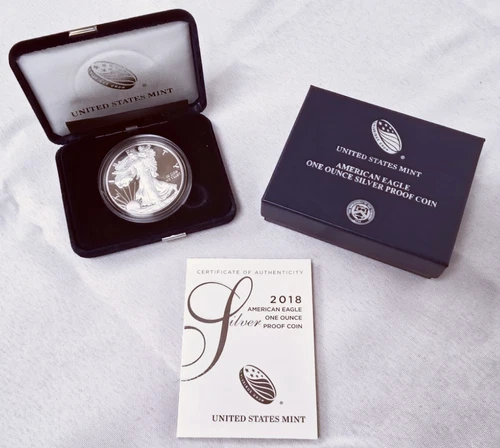 UNITED STATES MINT
UNITED STATES MINT
AMERICAN EAGLE
ONE OUNCE SILVER PROOF COIN
CERTIFICATE OF AUTHENTICITY
2018
AMERICAN EAGLE
ONE OUNCE
Silver PROOF COIN
UNITED STATES MINT